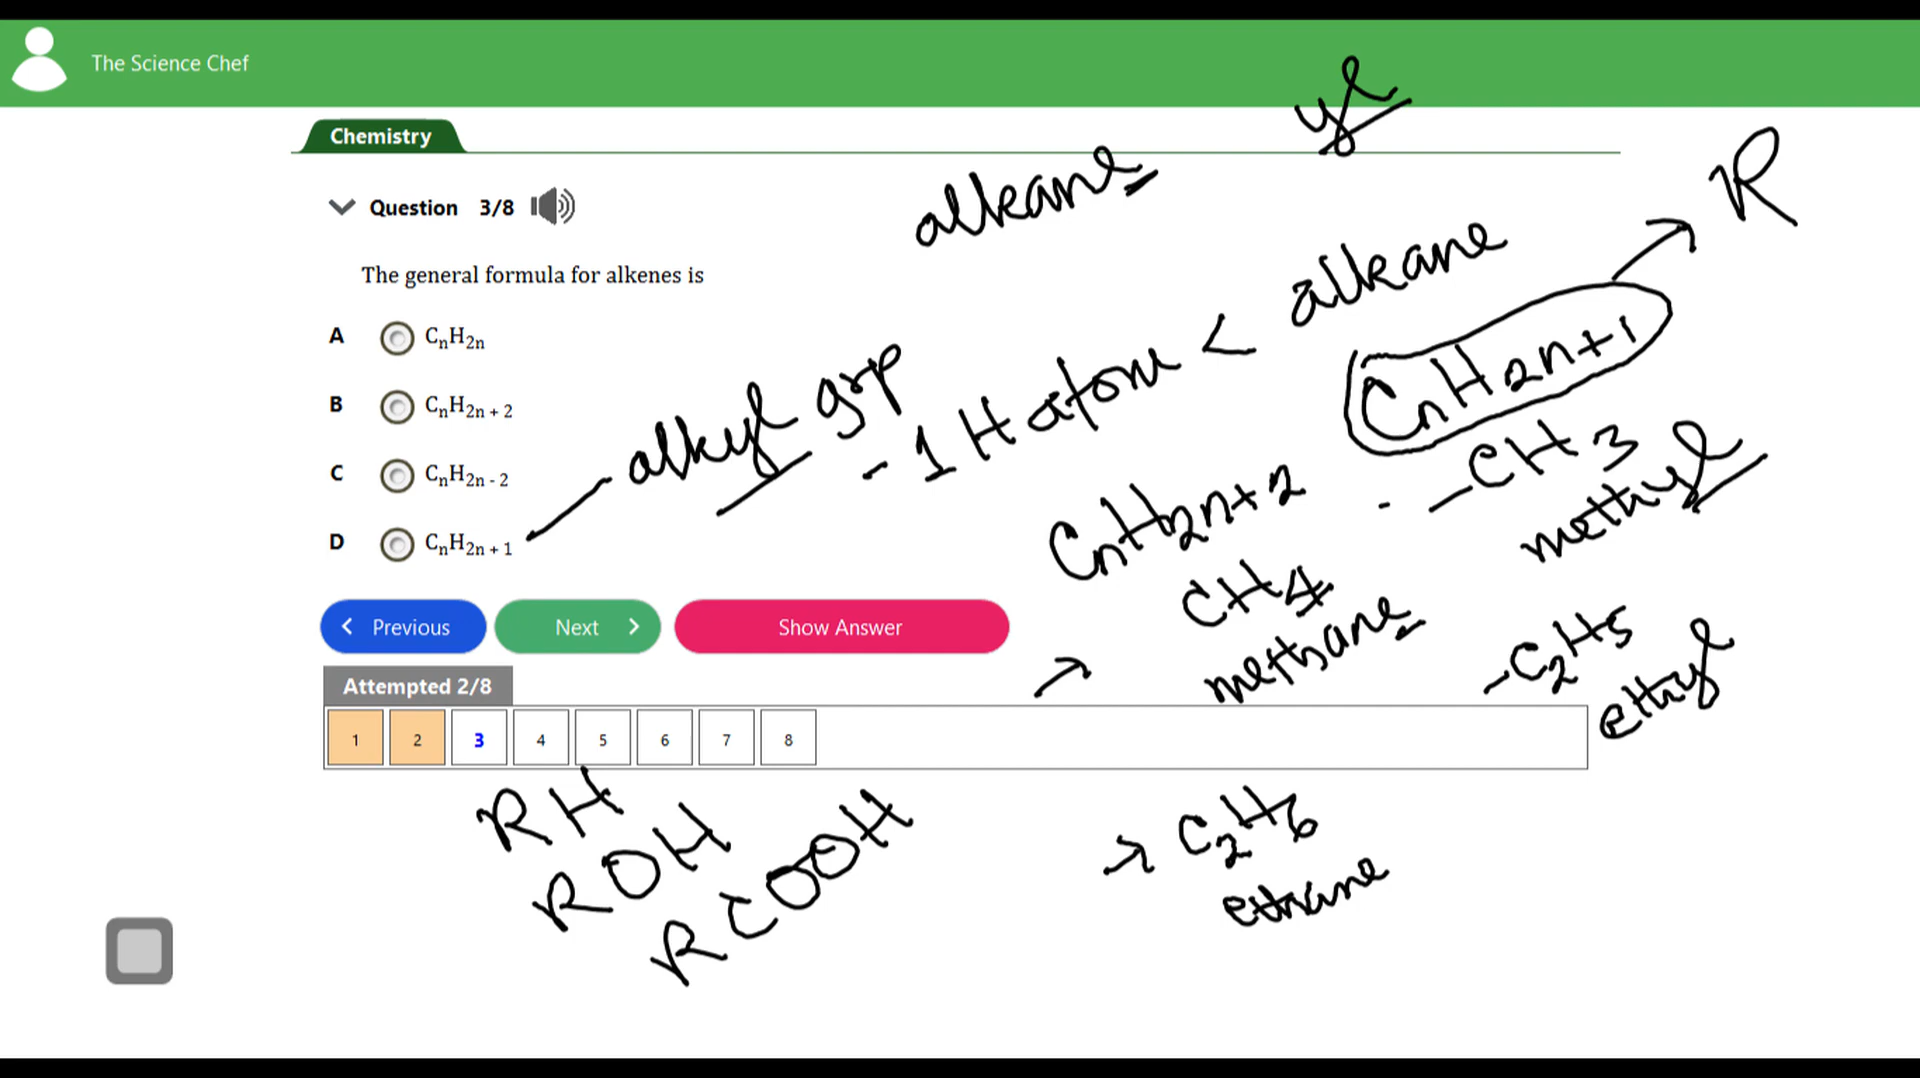 The Science Chef
Chemistry
Question 3/8
The general formula for alkenes is
A CnH2n
B CnH2n + 2
C CnH2n - 2
D CnH2n + 1
Previous
Next
Show Answer
Attempted 2/8
1 2 3 4 5 6 7 8
yl
alkane
R
alkyl grp
- 1 H atom < alkane
CnH2n+1
CnH2n+2
- CH3
methyl
CH4
methane
- C2H5
ethyl
C2H6
ethane
RH
ROH
RCOOH